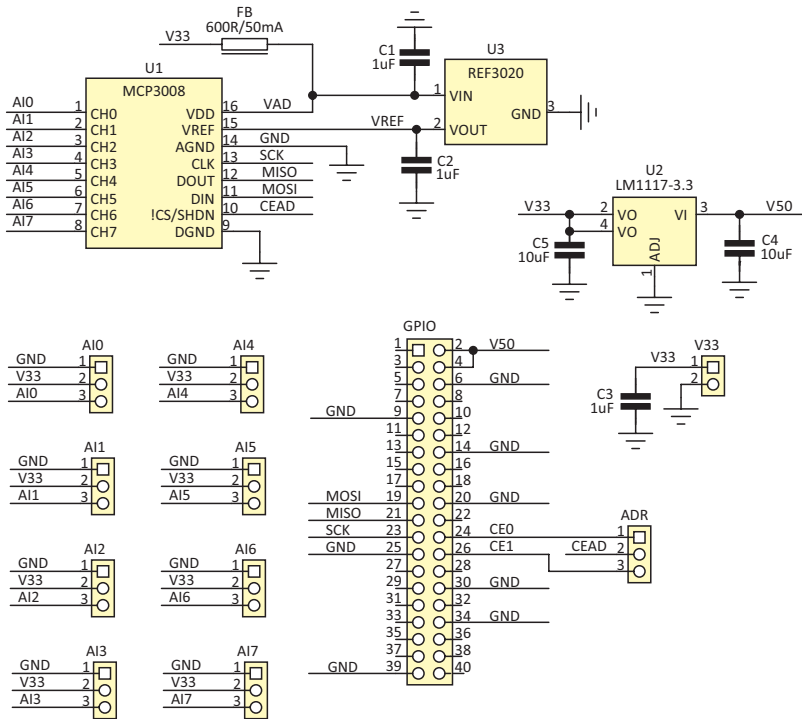 FB
600R/50mA
V33
C1
1uF
U3
REF3020
1 VIN
GND 3
2 VOUT
U1
MCP3008
AI0 1 CH0 VDD 16 VAD
AI1 2 CH1 VREF 15 VREF
AI2 3 CH2 AGND 14 GND
AI3 4 CH3 CLK 13 SCK
AI4 5 CH4 DOUT 12 MISO
AI5 6 CH5 DIN 11 MOSI
AI6 7 CH6 !CS/SHDN 10 CEAD
AI7 8 CH7 DGND 9
C2
1uF
U2
LM1117-3.3
V33 2 VO VI 3 V50
4 VO
ADJ
1
C5
10uF
C4
10uF
AI0
GND 1
V33 2
AI0 3
AI4
GND 1
V33 2
AI4 3
AI1
GND 1
V33 2
AI1 3
AI5
GND 1
V33 2
AI5 3
AI2
GND 1
V33 2
AI2 3
AI6
GND 1
V33 2
AI6 3
AI3
GND 1
V33 2
AI3 3
AI7
GND 1
V33 2
AI7 3
GPIO
1 2 V50
3 4
5 6 GND
7 8
GND 9 10
11 12
13 14 GND
15 16
17 18
MOSI 19 20 GND
MISO 21 22
SCK 23 24 CE0
GND 25 26 CE1
27 28
29 30 GND
31 32
33 34 GND
35 36
37 38
GND 39 40
V33
V33 1
2
C3
1uF
ADR
1
CEAD 2
3